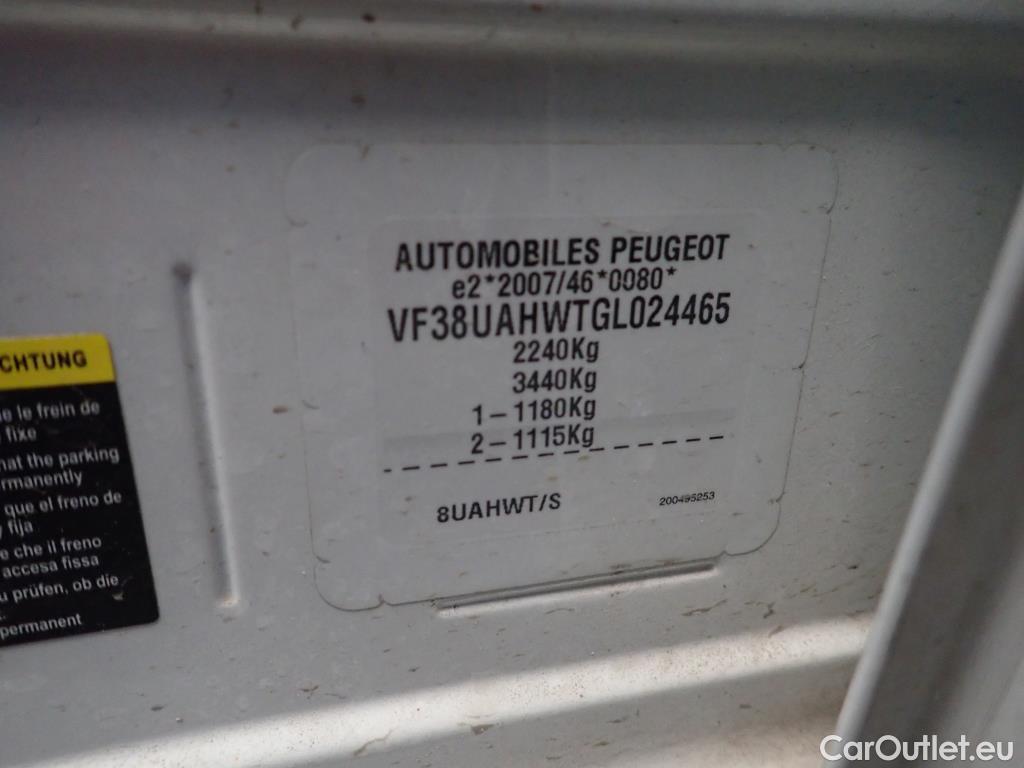 AUTOMOBILES PEUGEOT
e2*2007/46*0080*
VF38UAHWTGL024465
2240Kg
3440Kg
1-1180Kg
2-1115Kg
8UAHWT/S
200495253
CHTUNG
le frein de
fixe
the parking
que el freno de
fija
che il freno
accesa fissa
prüfen, ob die
permanent
CarOutlet.eu